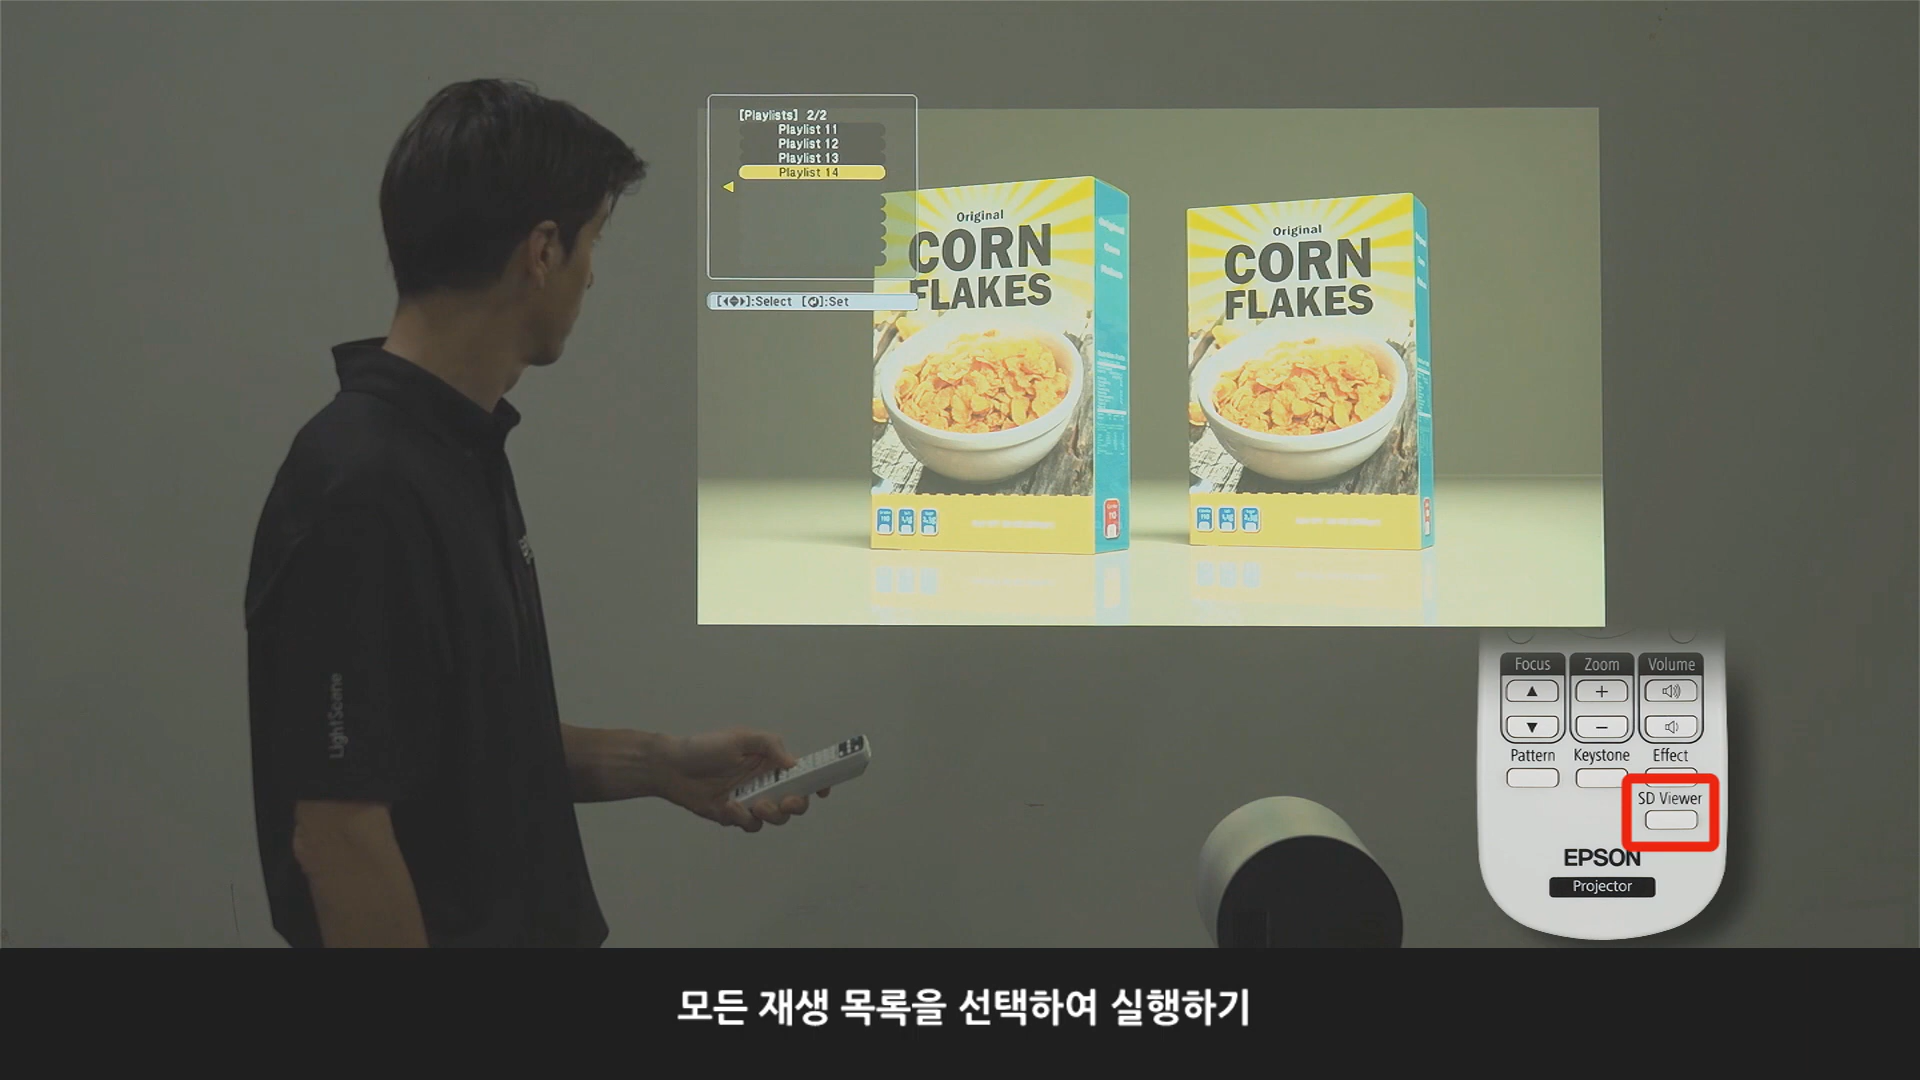 [Playlists] 2/2
Playlist 11
Playlist 12
Playlist 13
Playlist 14
[◀◆▶]:Select [↵]:Set
Original
CORN
FLAKES
Original
CORN
FLAKES
LightScene
Focus Zoom Volume
Pattern Keystone Effect
SD Viewer
EPSON
Projector
모든 재생 목록을 선택하여 실행하기